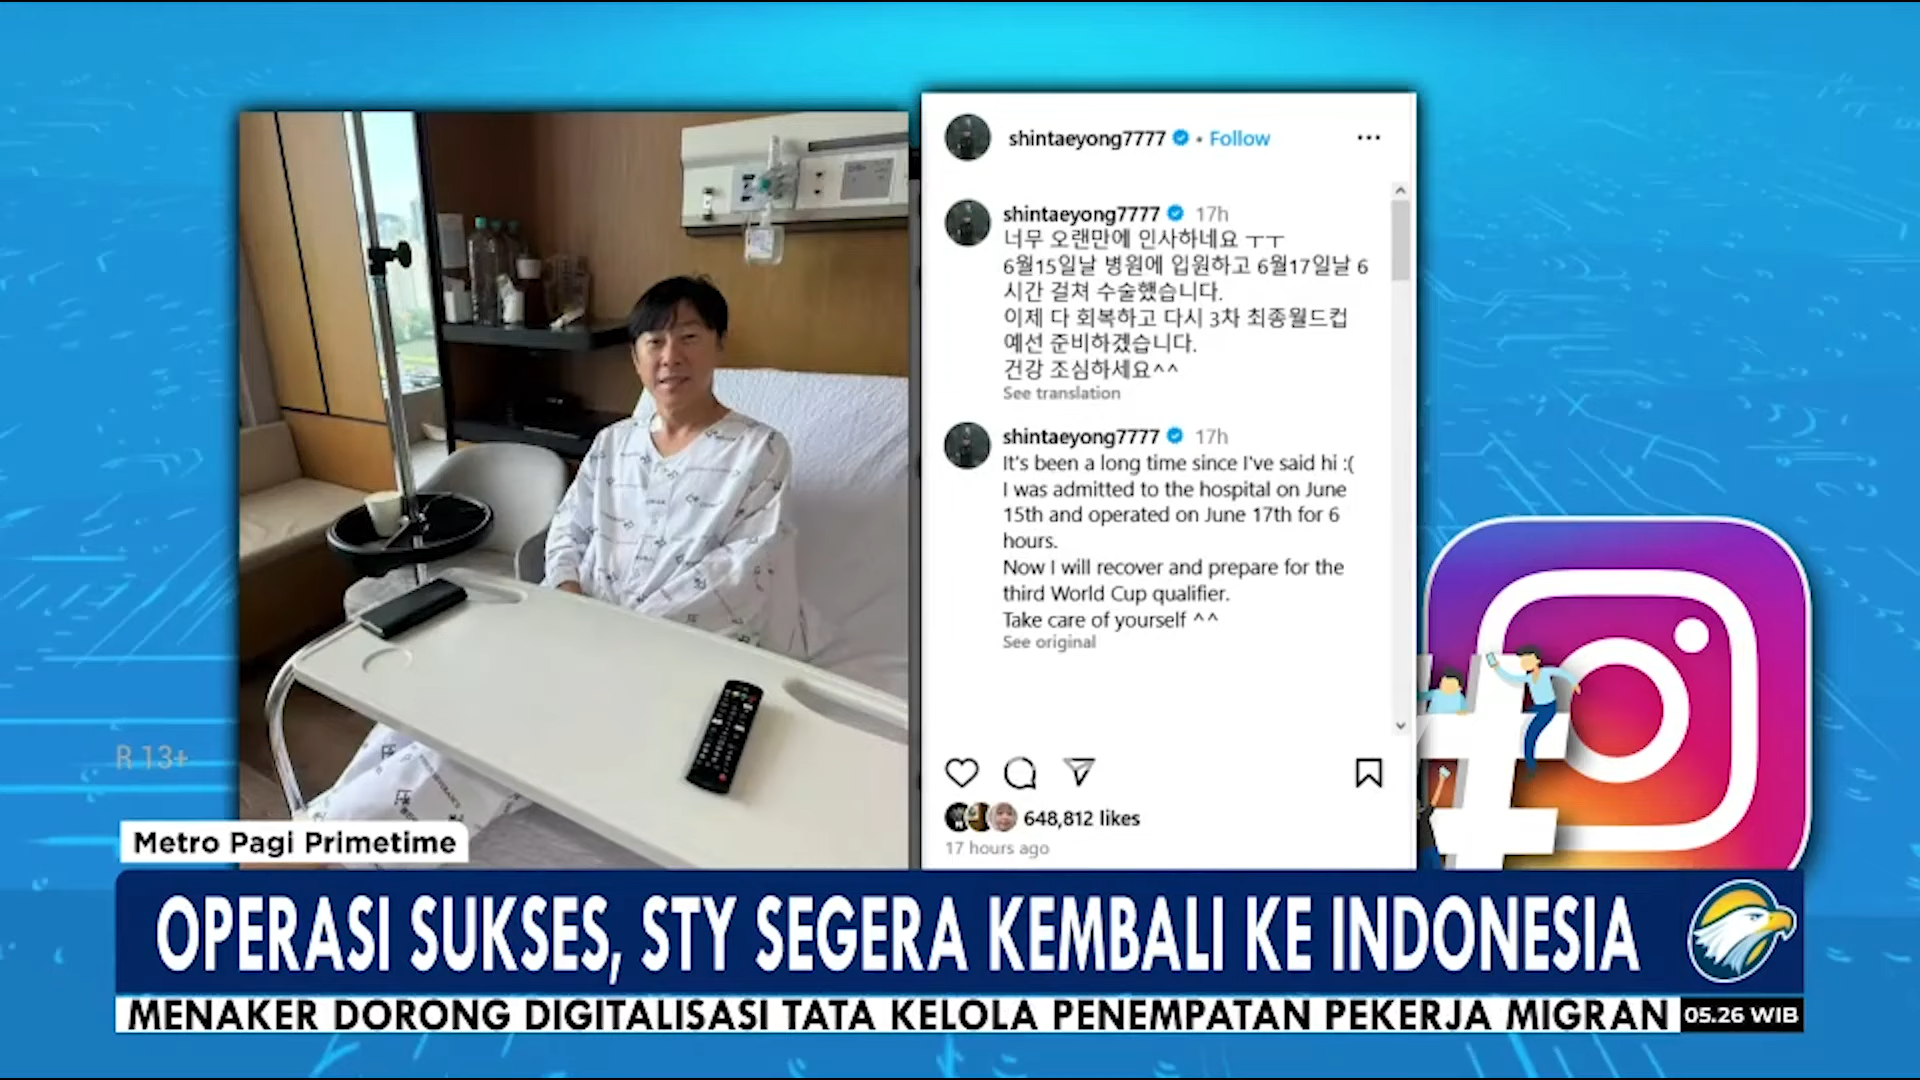 shintaeyong7777 • Follow
shintaeyong7777 17h
너무 오랜만에 인사하네요 ㅜㅜ
6월15일날 병원에 입원하고 6월17일날 6
시간 걸쳐 수술했습니다.
이제 다 회복하고 다시 3차 최종월드컵
예선 준비하겠습니다.
건강 조심하세요^^
See translation
shintaeyong7777 17h
It's been a long time since I've said hi :(
I was admitted to the hospital on June
15th and operated on June 17th for 6
hours.
Now I will recover and prepare for the
third World Cup qualifier.
Take care of yourself ^^
See original
648,812 likes
17 hours ago
R 13+
Metro Pagi Primetime
OPERASI SUKSES, STY SEGERA KEMBALI KE INDONESIA
MENAKER DORONG DIGITALISASI TATA KELOLA PENEMPATAN PEKERJA MIGRAN
05.26 WIB